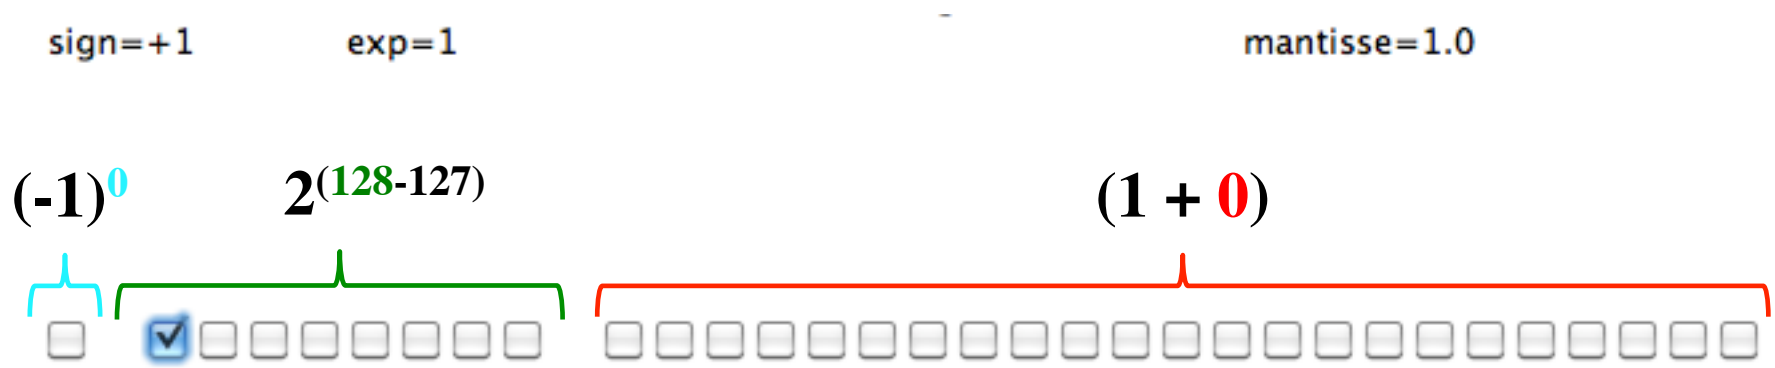 sign=+1 exp=1 mantisse=1.0
(-1)⁰ 2⁽¹²⁸⁻¹²⁷⁾ (1 + 0)